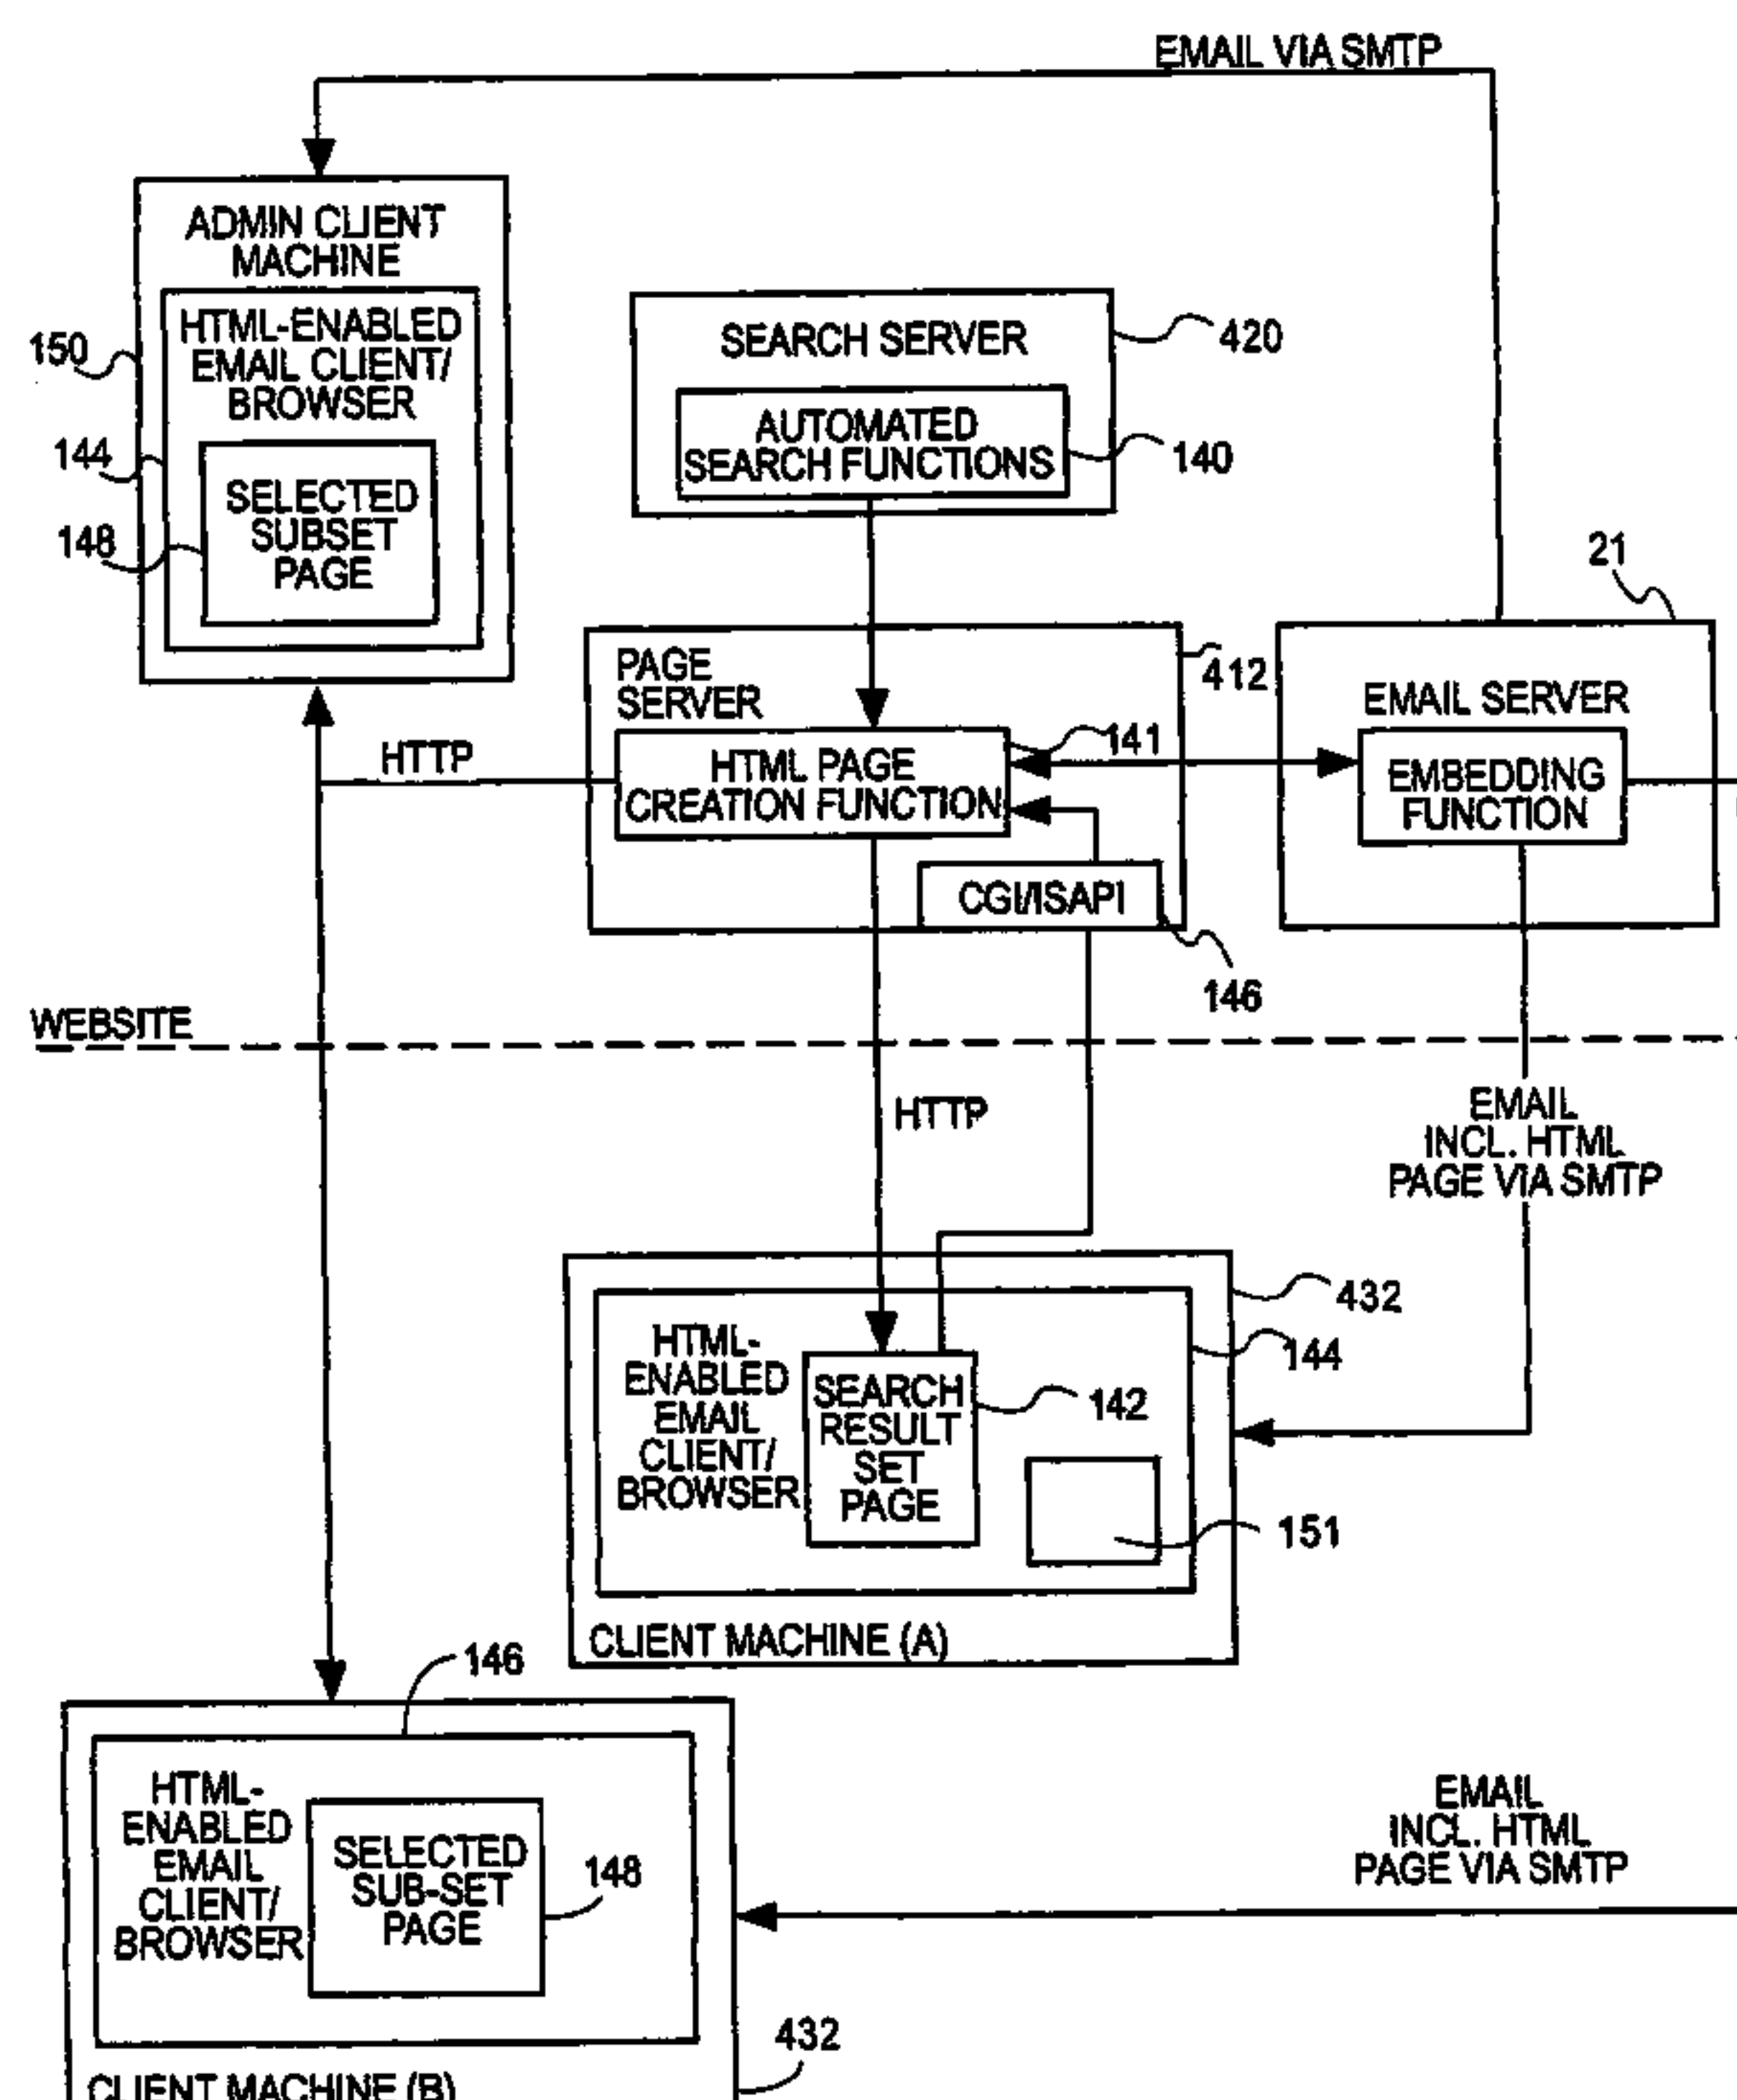 EMAIL VIA SMTP
ADMIN CLIENT
MACHINE
HTML-ENABLED
EMAIL CLIENT/
BROWSER
SELECTED
SUBSET
PAGE
150
144
148
SEARCH SERVER
AUTOMATED
SEARCH FUNCTIONS
420
140
21
PAGE
SERVER
412
HTML PAGE
CREATION FUNCTION
141
CGI/ISAPI
146
EMAIL SERVER
EMBEDDING
FUNCTION
HTTP
WEBSITE
HTTP
EMAIL
INCL. HTML
PAGE VIA SMTP
432
144
HTML-
ENABLED
EMAIL
CLIENT/
BROWSER
SEARCH
RESULT
SET
PAGE
142
151
CLIENT MACHINE (A)
146
HTML-
ENABLED
EMAIL
CLIENT/
BROWSER
SELECTED
SUB-SET
PAGE
148
EMAIL
INCL. HTML
PAGE VIA SMTP
432
CLIENT MACHINE (B)